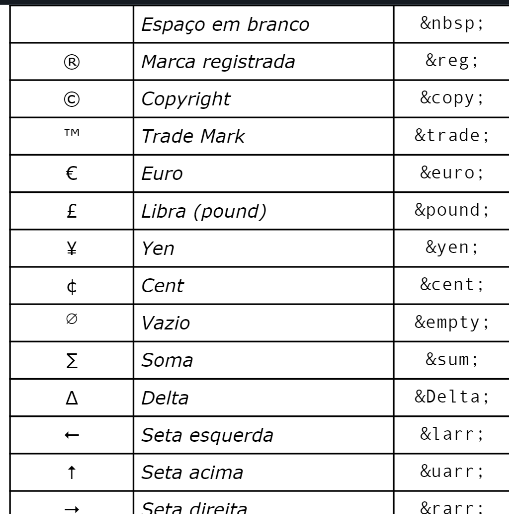 Espaço em branco &nbsp;
® Marca registrada &reg;
© Copyright &copy;
™ Trade Mark &trade;
€ Euro &euro;
£ Libra (pound) &pound;
¥ Yen &yen;
¢ Cent &cent;
∅ Vazio &empty;
∑ Soma &sum;
Δ Delta &Delta;
← Seta esquerda &larr;
↑ Seta acima &uarr;
→ Seta direita &rarr;